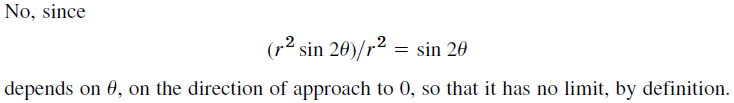 No, since
(r² sin 2θ)/r² = sin 2θ
depends on θ, on the direction of approach to 0, so that it has no limit, by definition.